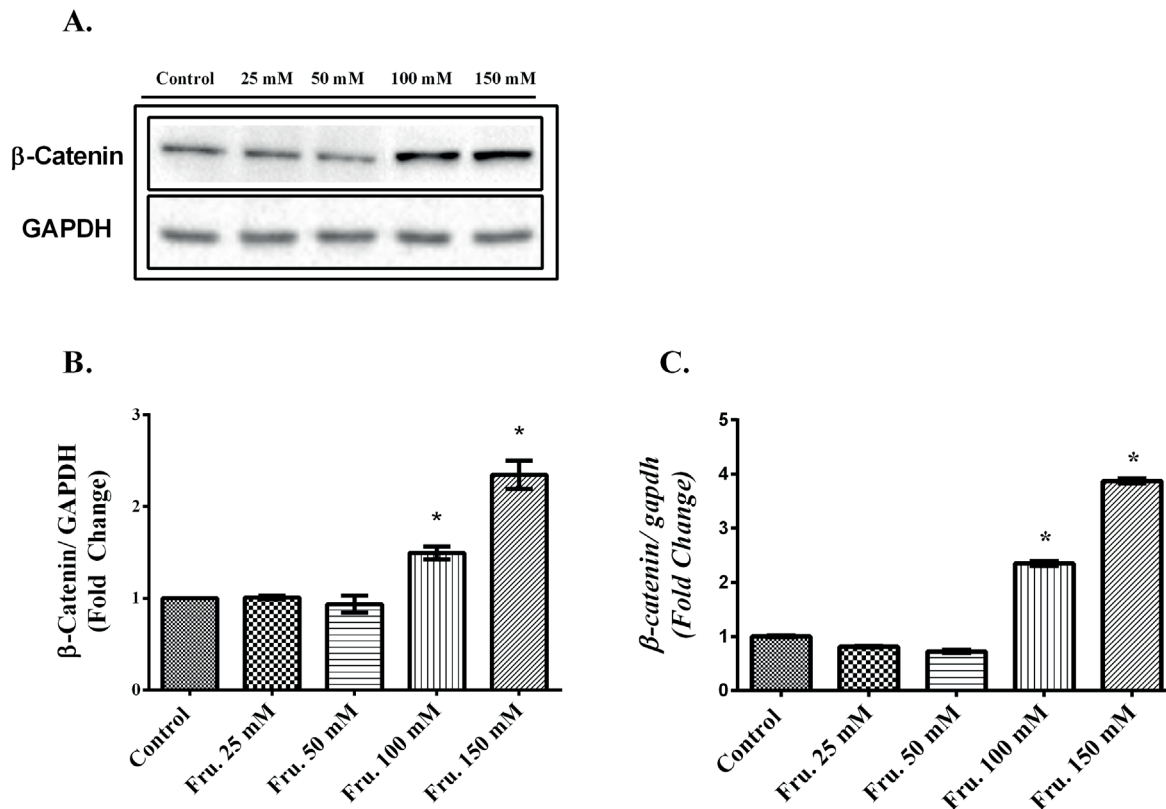 A.
Control 25 mM 50 mM 100 mM 150 mM
β-Catenin
GAPDH
B.
β-Catenin/ GAPDH
(Fold Change)
3
2
1
0
*
*
Control
Fru. 25 mM
Fru. 50 mM
Fru. 100 mM
Fru. 150 mM
C.
β-catenin/ gapdh
(Fold Change)
5
4
3
2
1
0
*
*
Control
Fru. 25 mM
Fru. 50 mM
Fru. 100 mM
Fru. 150 mM